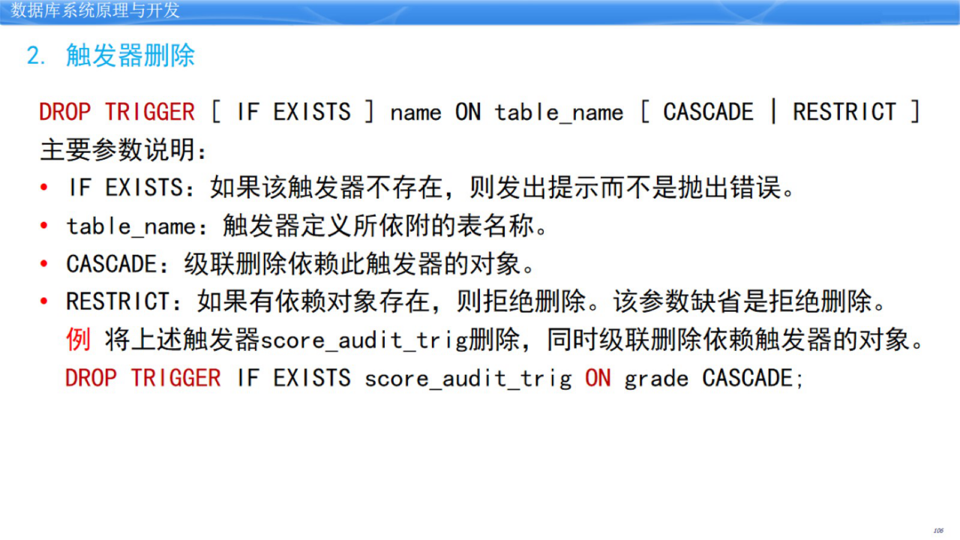 数据库系统原理与开发
2. 触发器删除
DROP TRIGGER [ IF EXISTS ] name ON table_name [ CASCADE | RESTRICT ]
主要参数说明：
• IF EXISTS：如果该触发器不存在，则发出提示而不是抛出错误。
• table_name：触发器定义所依附的表名称。
• CASCADE：级联删除依赖此触发器的对象。
• RESTRICT：如果有依赖对象存在，则拒绝删除。该参数缺省是拒绝删除。
例 将上述触发器score_audit_trig删除，同时级联删除依赖触发器的对象。
DROP TRIGGER IF EXISTS score_audit_trig ON grade CASCADE;
106